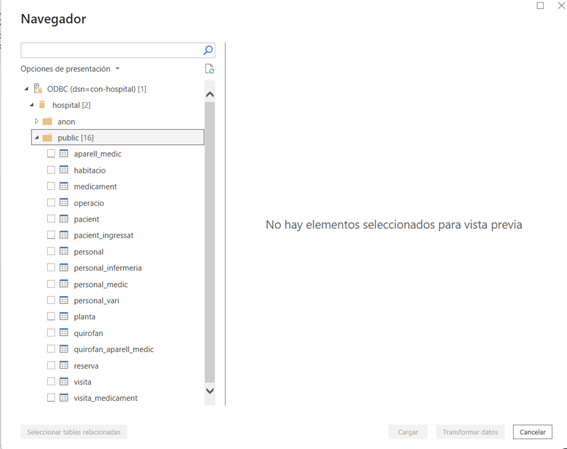 Navegador
Opciones de presentación
ODBC (dsn=con-hospital) [1]
hospital [2]
anon
public [16]
aparell_medic
habitacio
medicament
operacio
pacient
pacient_ingressat
personal
personal_infermeria
personal_medic
personal_vari
planta
quirofan
quirofan_aparell_medic
reserva
visita
visita_medicament
No hay elementos seleccionados para vista previa
Seleccionar tablas relacionadas
Cargar
Transformar datos
Cancelar